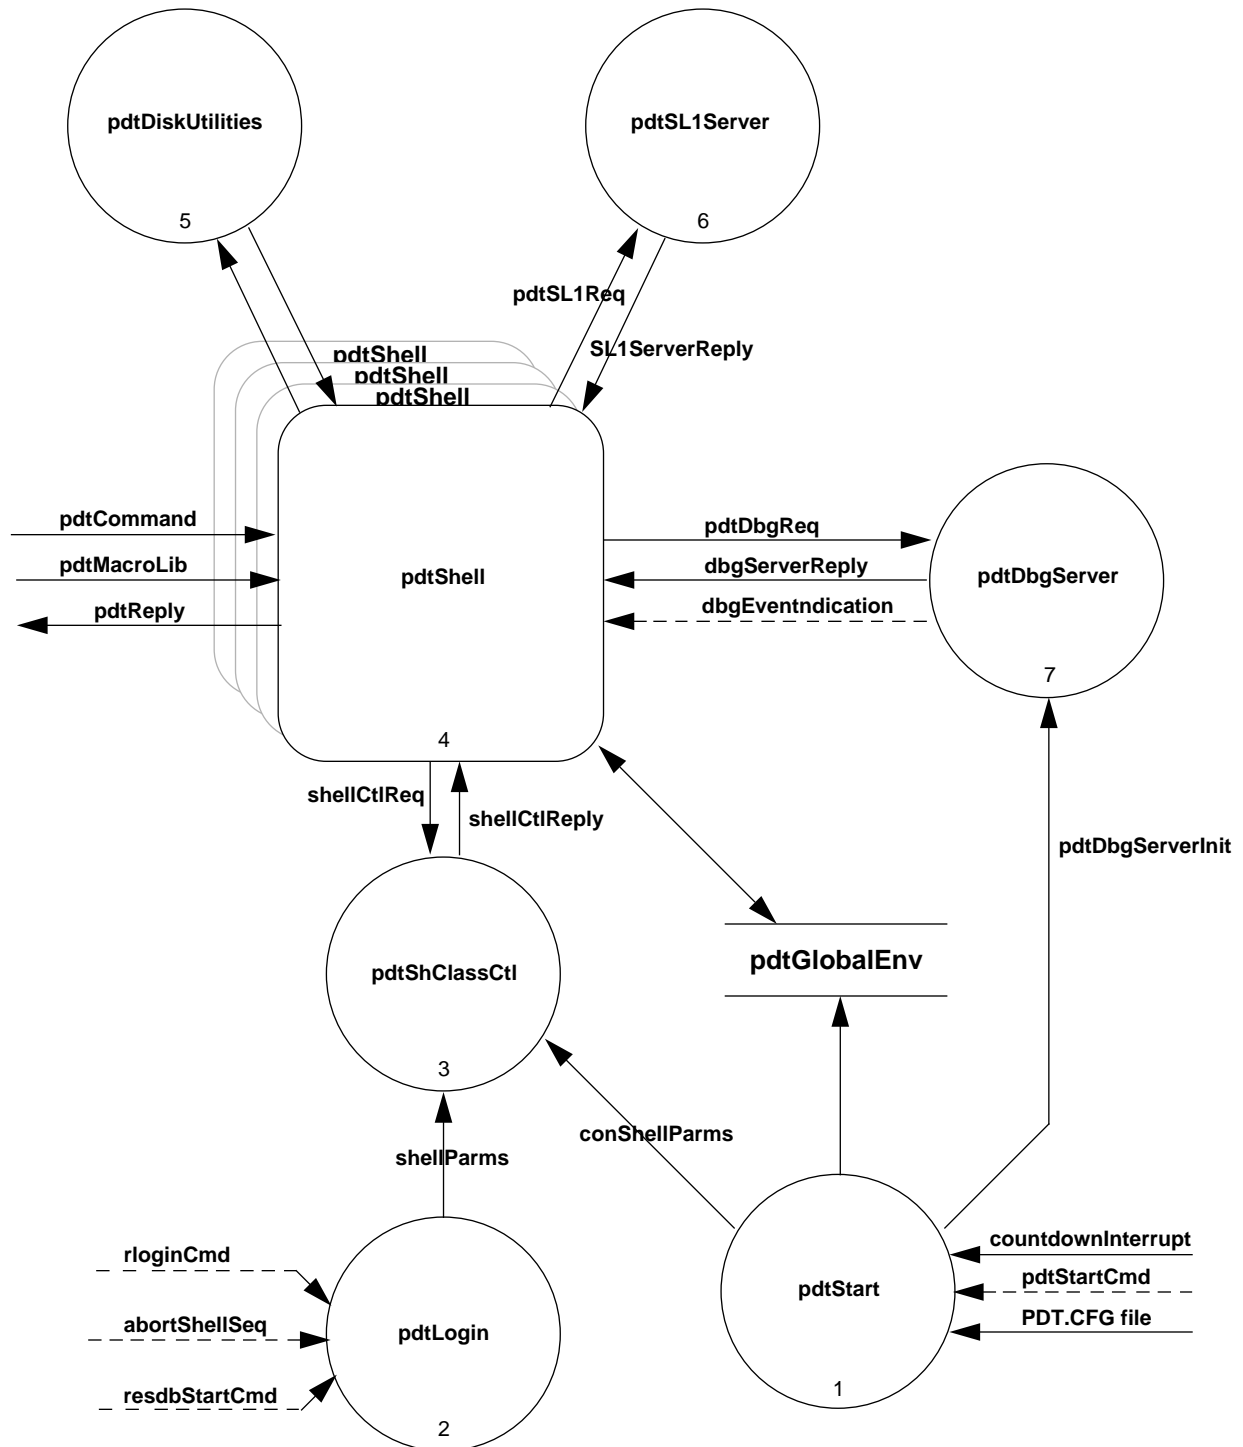 pdtDiskUtilities
5
pdtSL1Server
6
pdtSL1Req
SL1ServerReply
pdtShell
pdtShell
pdtShell
pdtCommand
pdtMacroLib
pdtReply
pdtShell
4
pdtDbgReq
dbgServerReply
dbgEventndication
pdtDbgServer
7
shellCtlReq
shellCtlReply
pdtDbgServerInit
pdtShClassCtl
3
pdtGlobalEnv
conShellParms
shellParms
rloginCmd
abortShellSeq
resdbStartCmd
pdtLogin
2
pdtStart
1
countdownInterrupt
pdtStartCmd
PDT.CFG file